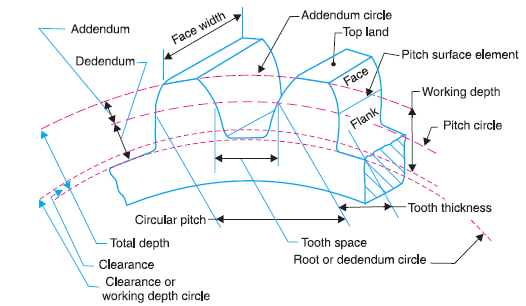 Addendum
Face width
Addendum circle
Top land
Dedendum
Pitch surface element
Face
Working depth
Flank
Pitch circle
Circular pitch
Tooth thickness
Total depth
Tooth space
Clearance
Root or dedendum circle
Clearance or
working depth circle